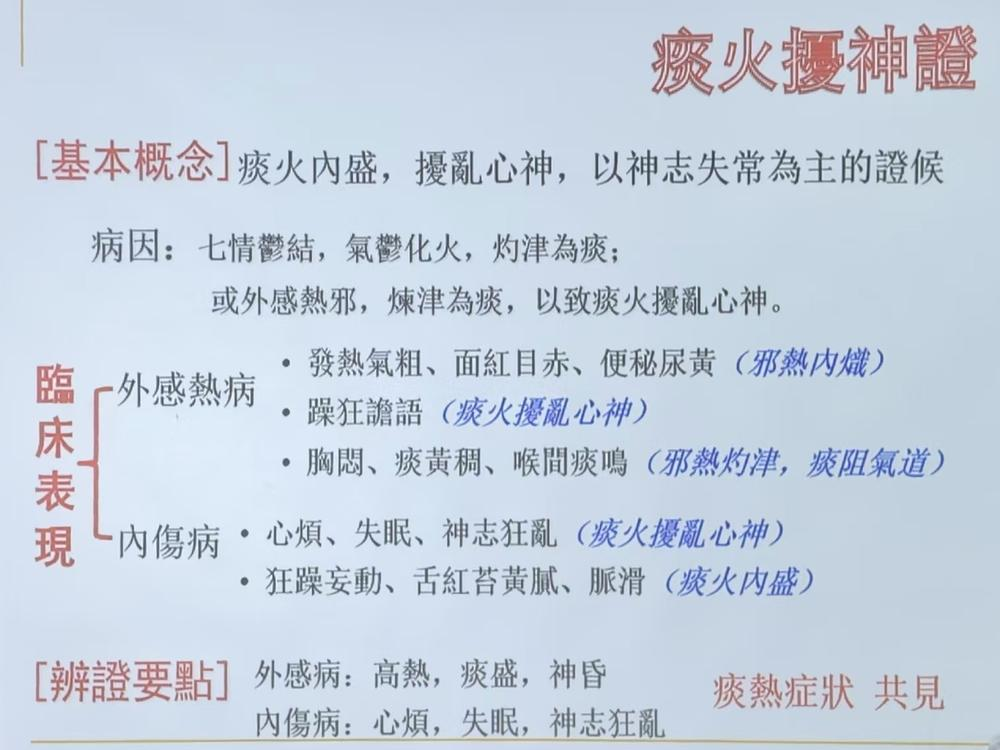 痰火擾神證
[基本概念] 痰火內盛，擾亂心神，以神志失常為主的證候
病因：七情鬱結，氣鬱化火，灼津為痰；
或外感熱邪，煉津為痰，以致痰火擾亂心神。
臨床表現
外感熱病
• 發熱氣粗、面紅目赤、便秘尿黃（邪熱內熾）
• 躁狂譫語（痰火擾亂心神）
• 胸悶、痰黃稠、喉間痰鳴（邪熱灼津，痰阻氣道）
內傷病
• 心煩、失眠、神志狂亂（痰火擾亂心神）
• 狂躁妄動、舌紅苔黃膩、脈滑（痰火內盛）
[辨證要點] 外感病：高熱，痰盛，神昏
內傷病：心煩，失眠，神志狂亂
痰熱症狀 共見